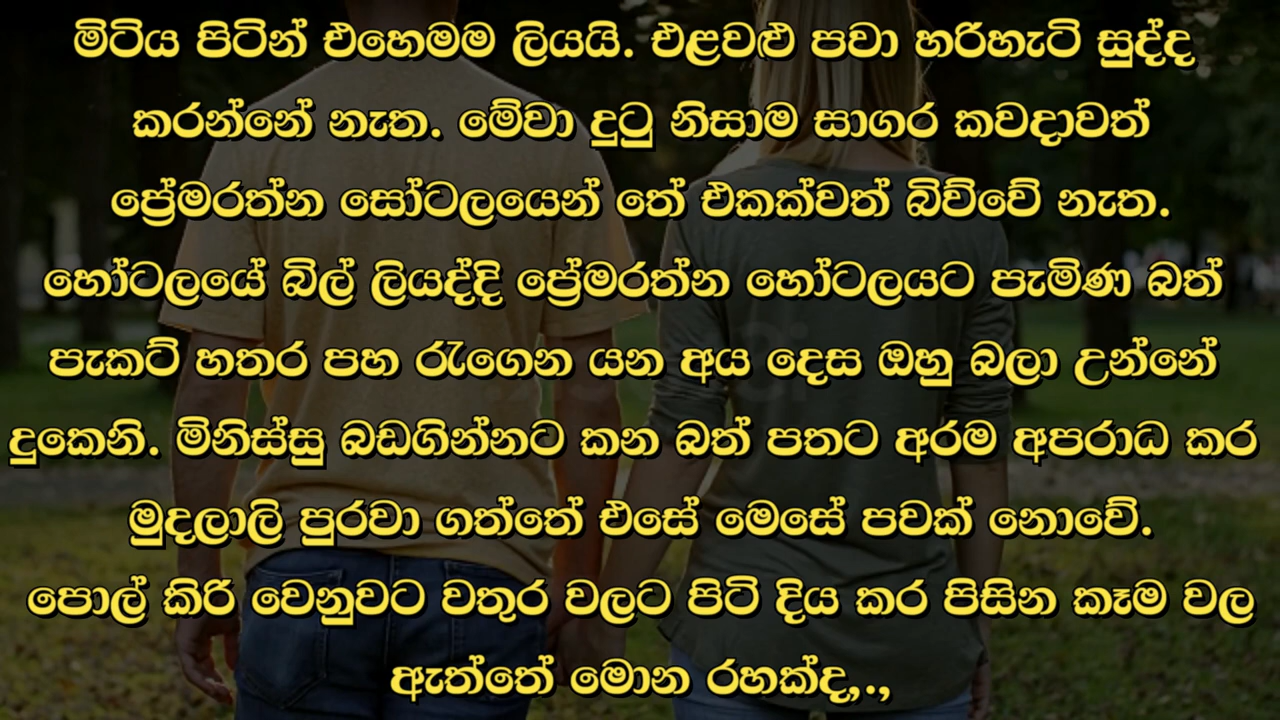 මිටිය පිටින් එහෙමම ලියයි. එළවළු පවා හරිහැටි සුද්ද
කරන්නේ නැත. මේවා දුටු නිසාම සාගර කවදාවත්
ප්‍රේමරත්න සෝටලයෙන් තේ එකක්වත් බිව්වේ නැත.
හෝටලයේ බිල් ලියද්දි ප්‍රේමරත්න හෝටලයට පැමිණ බත්
පැකට් හතර පහ රැගෙන යන අය දෙස ඔහු බලා උන්නේ
දුකෙනි. මිනිස්සු බඩගින්නට කන බත් පතට අරම අපරාධ කර
මුදලාලි පුරවා ගත්තේ එසේ මෙසේ පවක් නොවේ.
පොල් කිරි වෙනුවට වතුර වලට පිටි දිය කර පිසින කෑම වල
ඇත්තේ මොන රහක්ද,.,